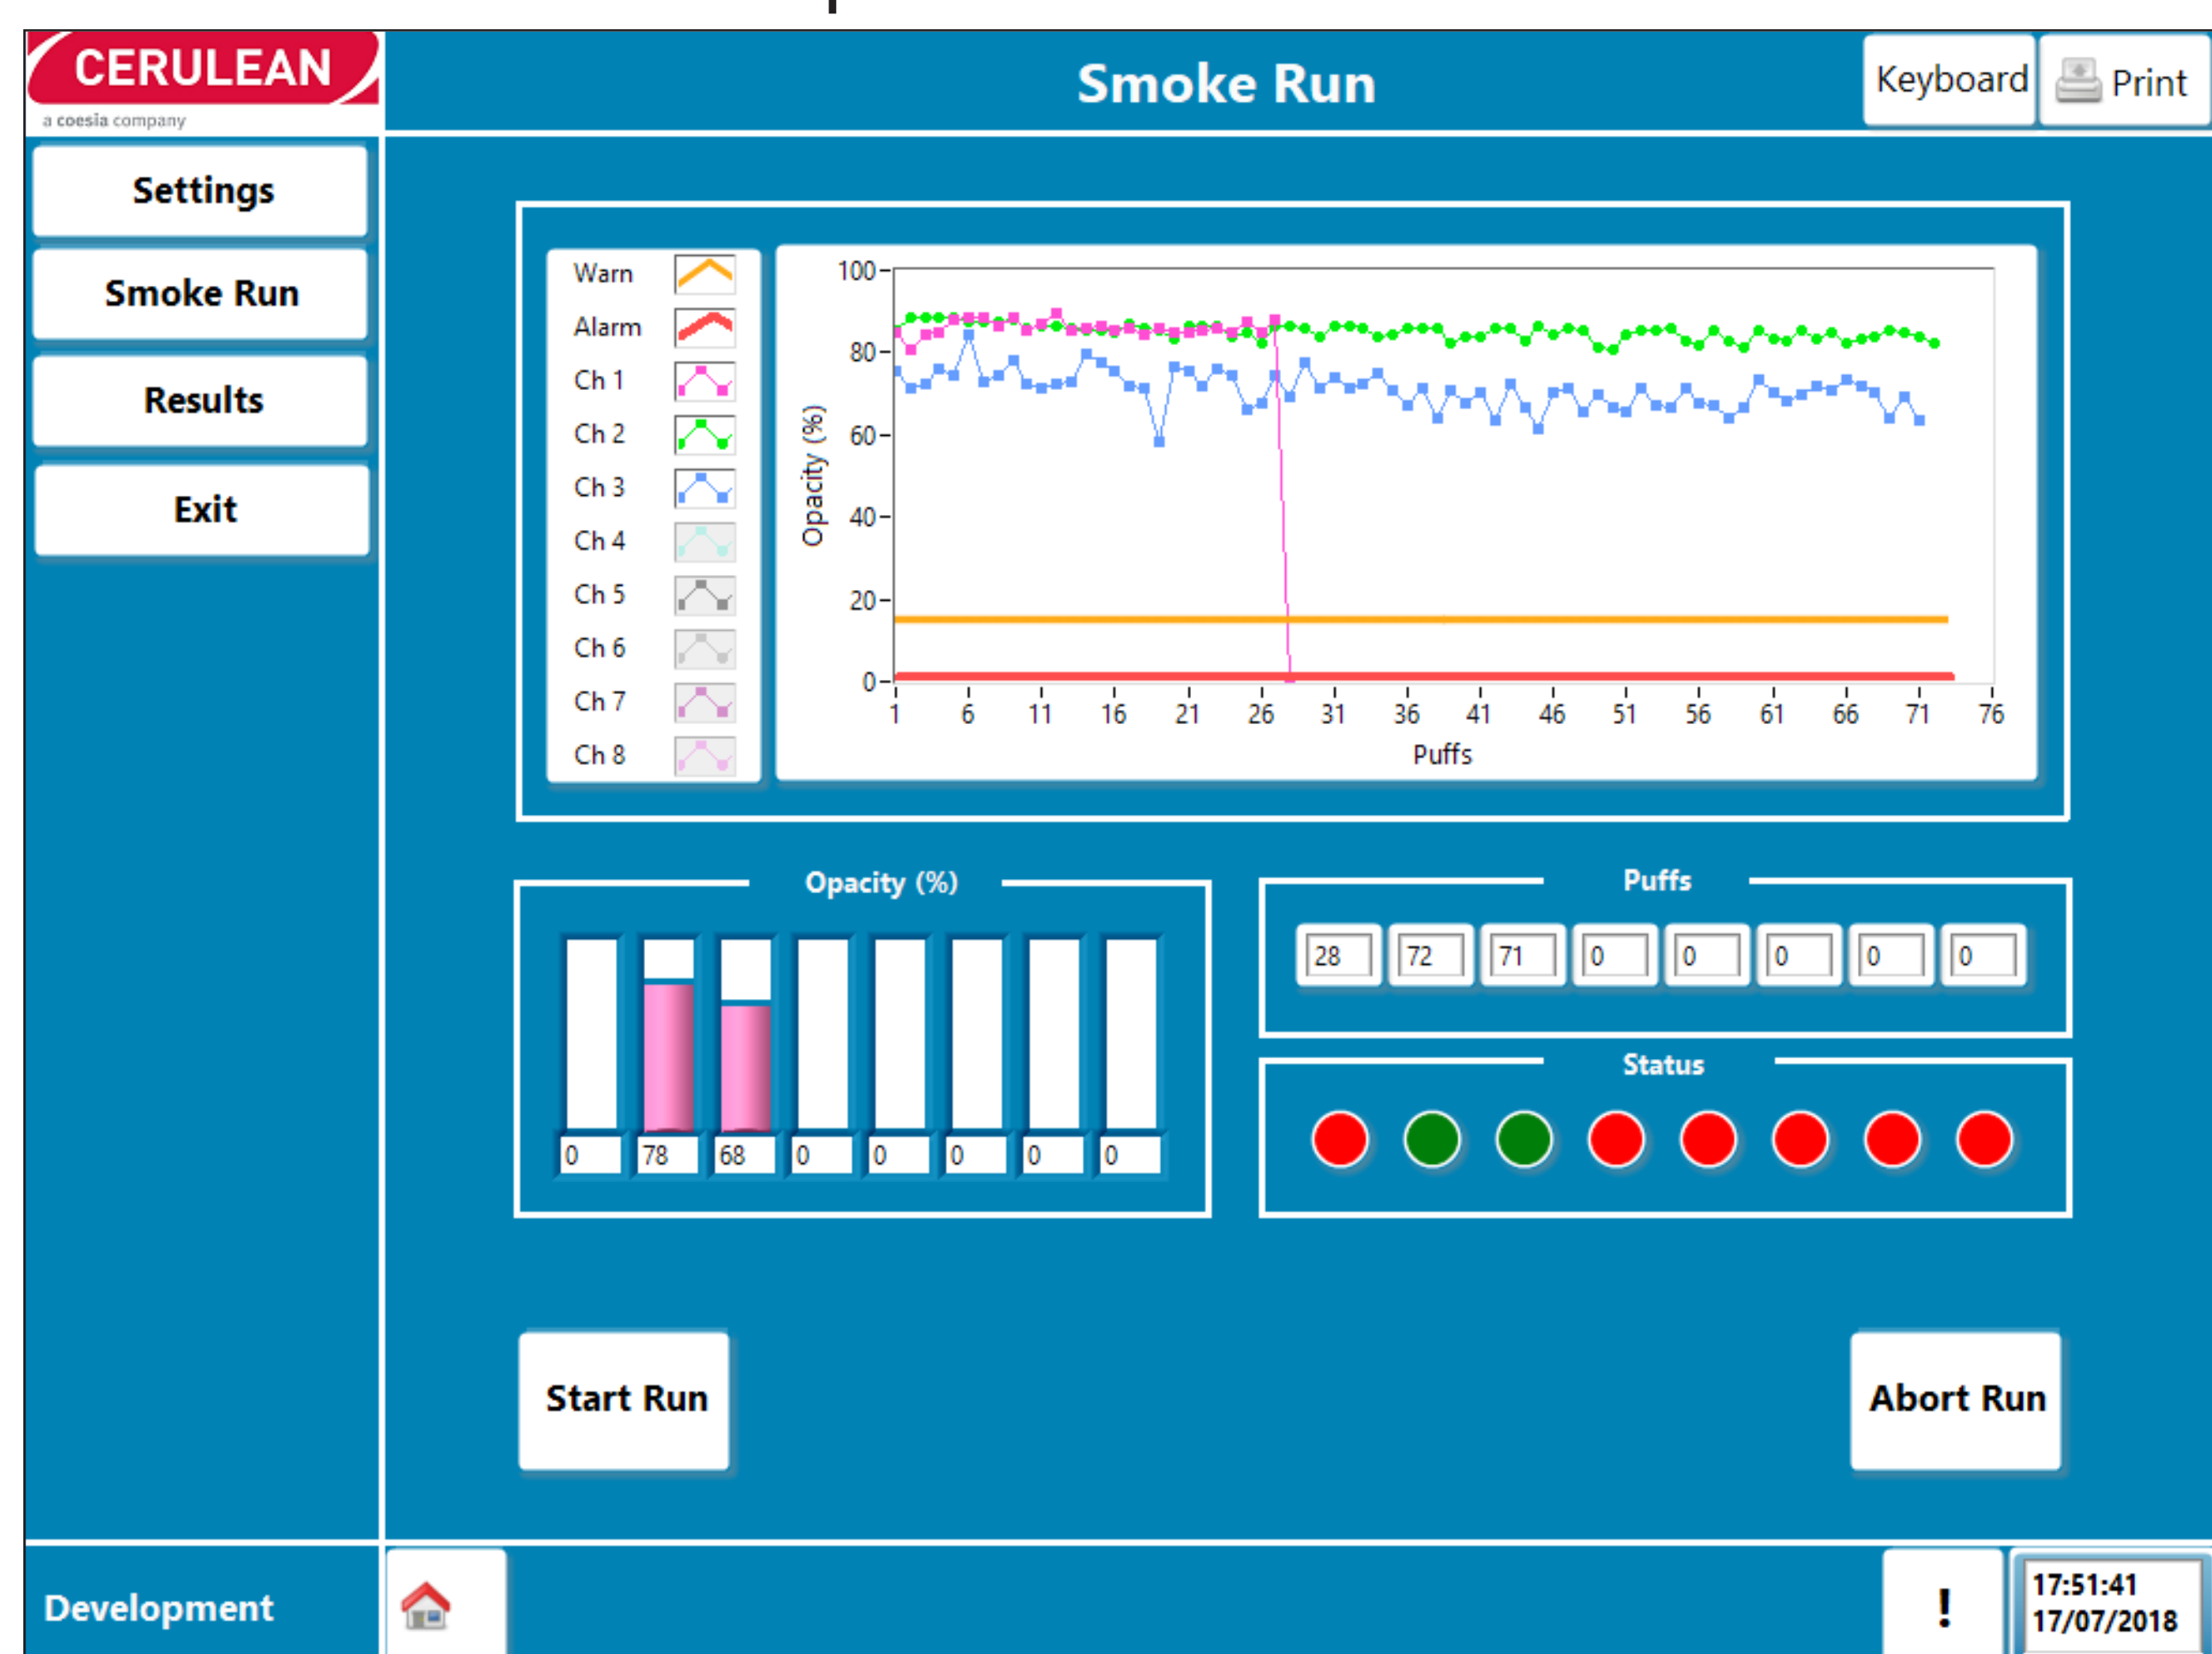 CERULEAN
a coesia company
Smoke Run
Keyboard
Print
Settings
Smoke Run
Results
Exit
Warn
Alarm
Ch 1
Ch 2
Ch 3
Ch 4
Ch 5
Ch 6
Ch 7
Ch 8
Opacity (%)
100
80
60
40
20
0
1 6 11 16 21 26 31 36 41 46 51 56 61 66 71 76
Puffs
Opacity (%)
0 78 68 0 0 0 0 0
Puffs
28 72 71 0 0 0 0 0
Status
Start Run
Abort Run
Development
!
17:51:41
17/07/2018